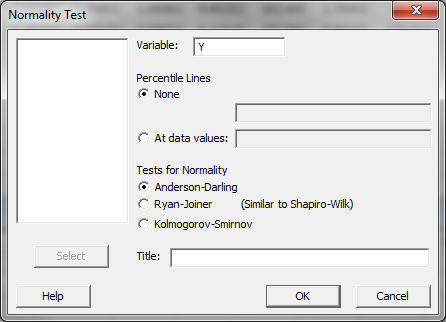 Normality Test
Variable: Y
Percentile Lines
None
At data values:
Tests for Normality
Anderson-Darling
Ryan-Joiner (Similar to Shapiro-Wilk)
Kolmogorov-Smirnov
Select
Title:
Help
OK
Cancel